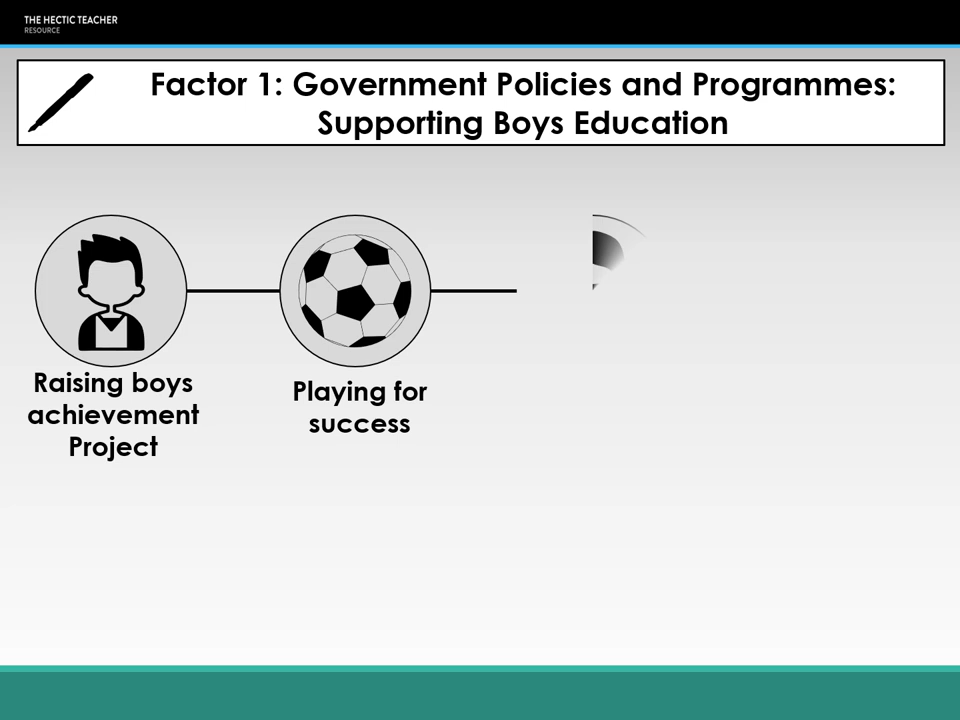 THE HECTIC TEACHER
RESOURCE
Factor 1: Government Policies and Programmes:
Supporting Boys Education
Raising boys
achievement
Project
Playing for
success